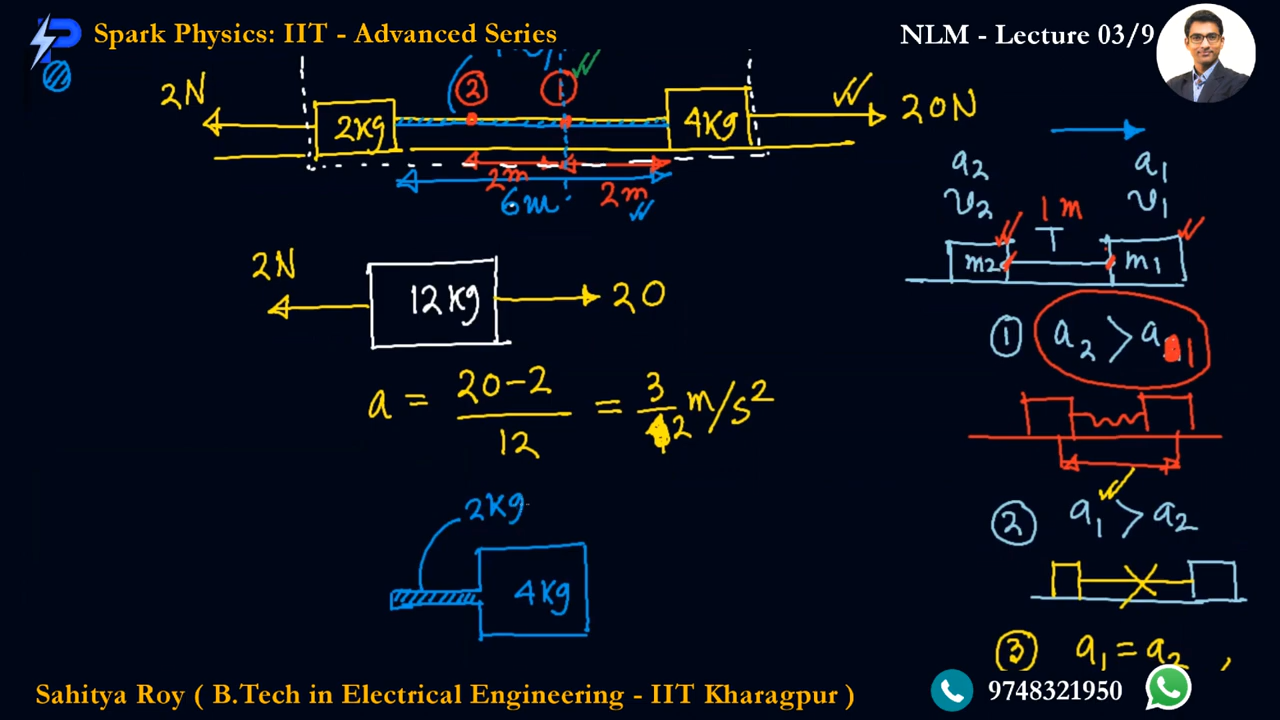 Spark Physics: IIT - Advanced Series
NLM - Lecture 03/9
2N
2
1
2kg
4kg
20N
2m
2m
6m
2N
12kg
20
a = 20-2 / 12 = 3/2 m/s2
2kg
4kg
a2 a1
v2 v1
1m
T
m2 m1
1 a2 > a1
2 a1 > a2
3 a1 = a2 ,
Sahitya Roy ( B.Tech in Electrical Engineering - IIT Kharagpur )
9748321950